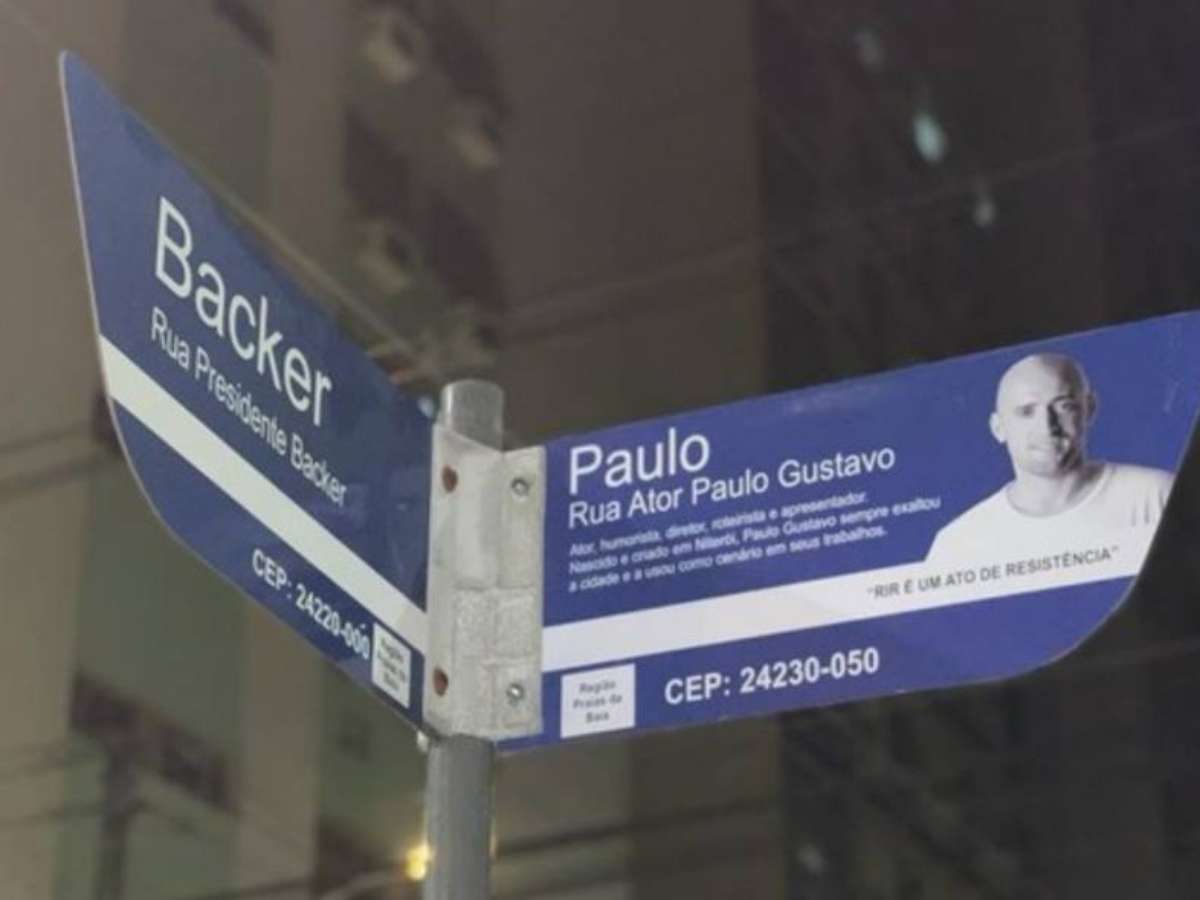 Backer
Rua Presidente Backer
CEP: 24220-000
Paulo
Rua Ator Paulo Gustavo
Ator, humorista, diretor, roteirista e apresentador.
Nascido e criado em Niterói, Paulo Gustavo sempre exaltou
a cidade e a usou como cenário em seus trabalhos.
"RIR É UM ATO DE RESISTÊNCIA"
Região
Praias da
Baía
CEP: 24230-050